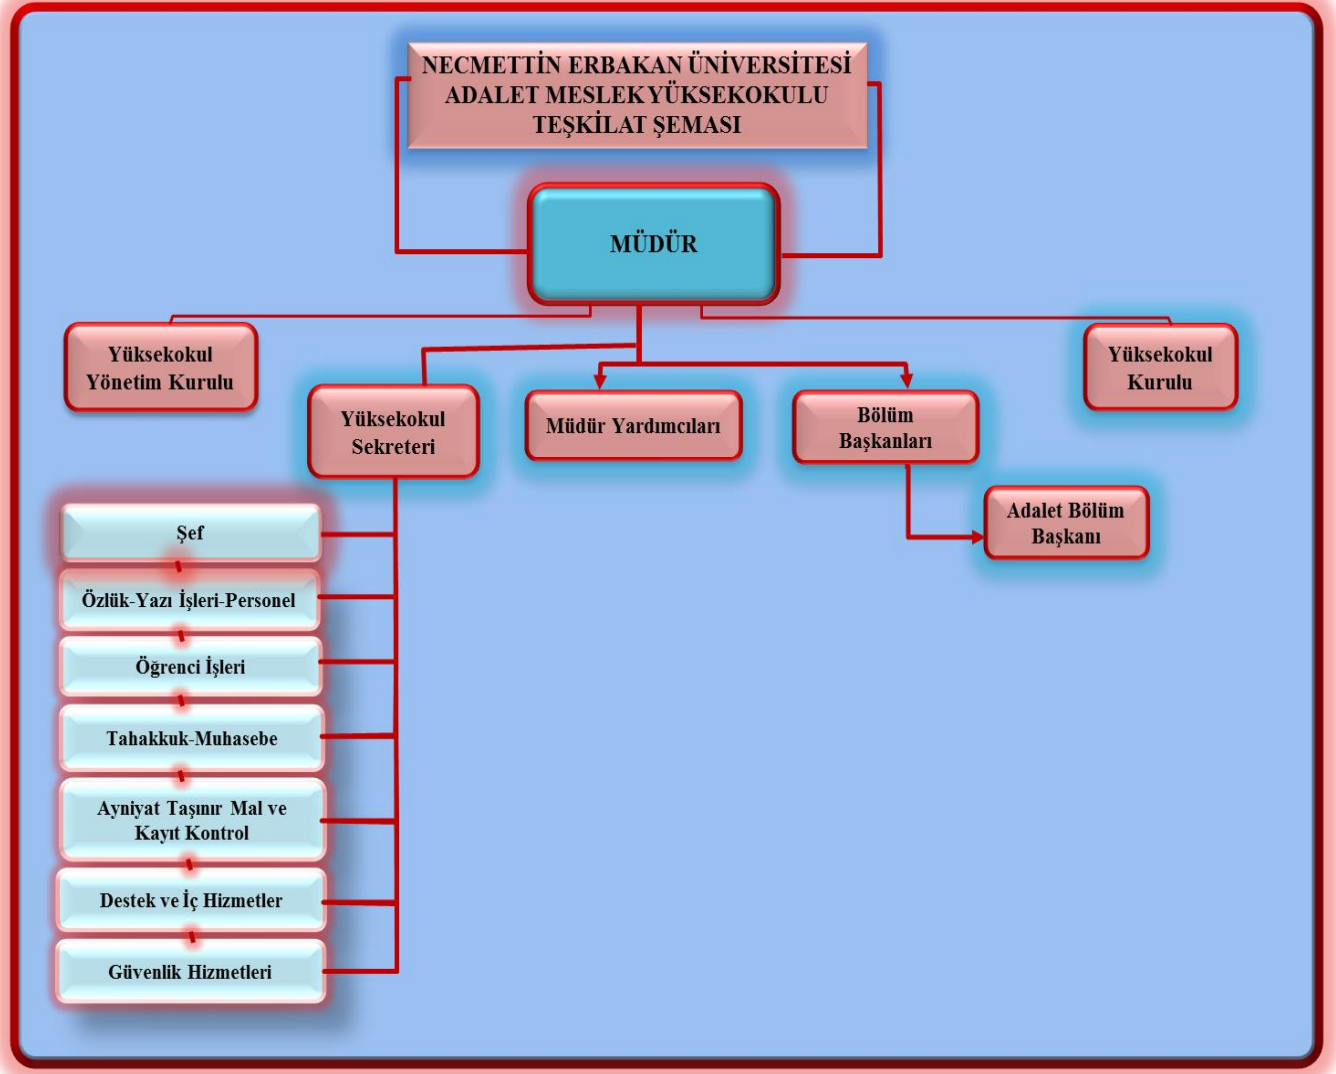 NECMETTİN ERBAKAN ÜNİVERSİTESİ
ADALET MESLEK YÜKSEKOKULU
TEŞKİLAT ŞEMASI
MÜDÜR
Yüksekokul
Yönetim Kurulu
Yüksekokul
Kurulu
Yüksekokul
Sekreteri
Müdür Yardımcıları
Bölüm
Başkanları
Adalet Bölüm
Başkanı
Şef
Özlük-Yazı İşleri-Personel
Öğrenci İşleri
Tahakkuk-Muhasebe
Ayniyat Taşınır Mal ve
Kayıt Kontrol
Destek ve İç Hizmetler
Güvenlik Hizmetleri